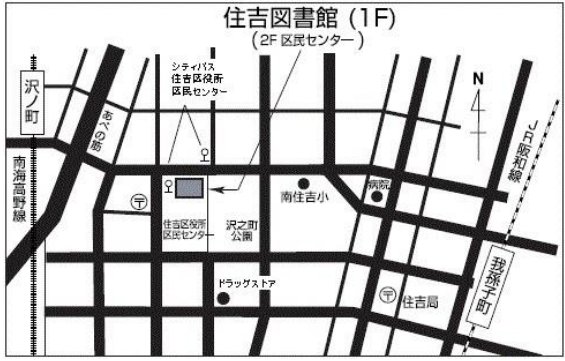 住吉図書館 (1F)
(2F 区民センター)
シティバス
住吉区役所
区民センター
N
沢ノ町
あべの筋
JR阪和線
南海高野線
〒
南住吉小
病院
住吉区役所
区民センター
沢之町
公園
我孫子町
ドラッグストア
〒 住吉局